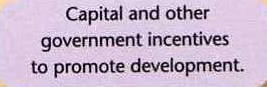 Capital and other
government incentives
to promote development.